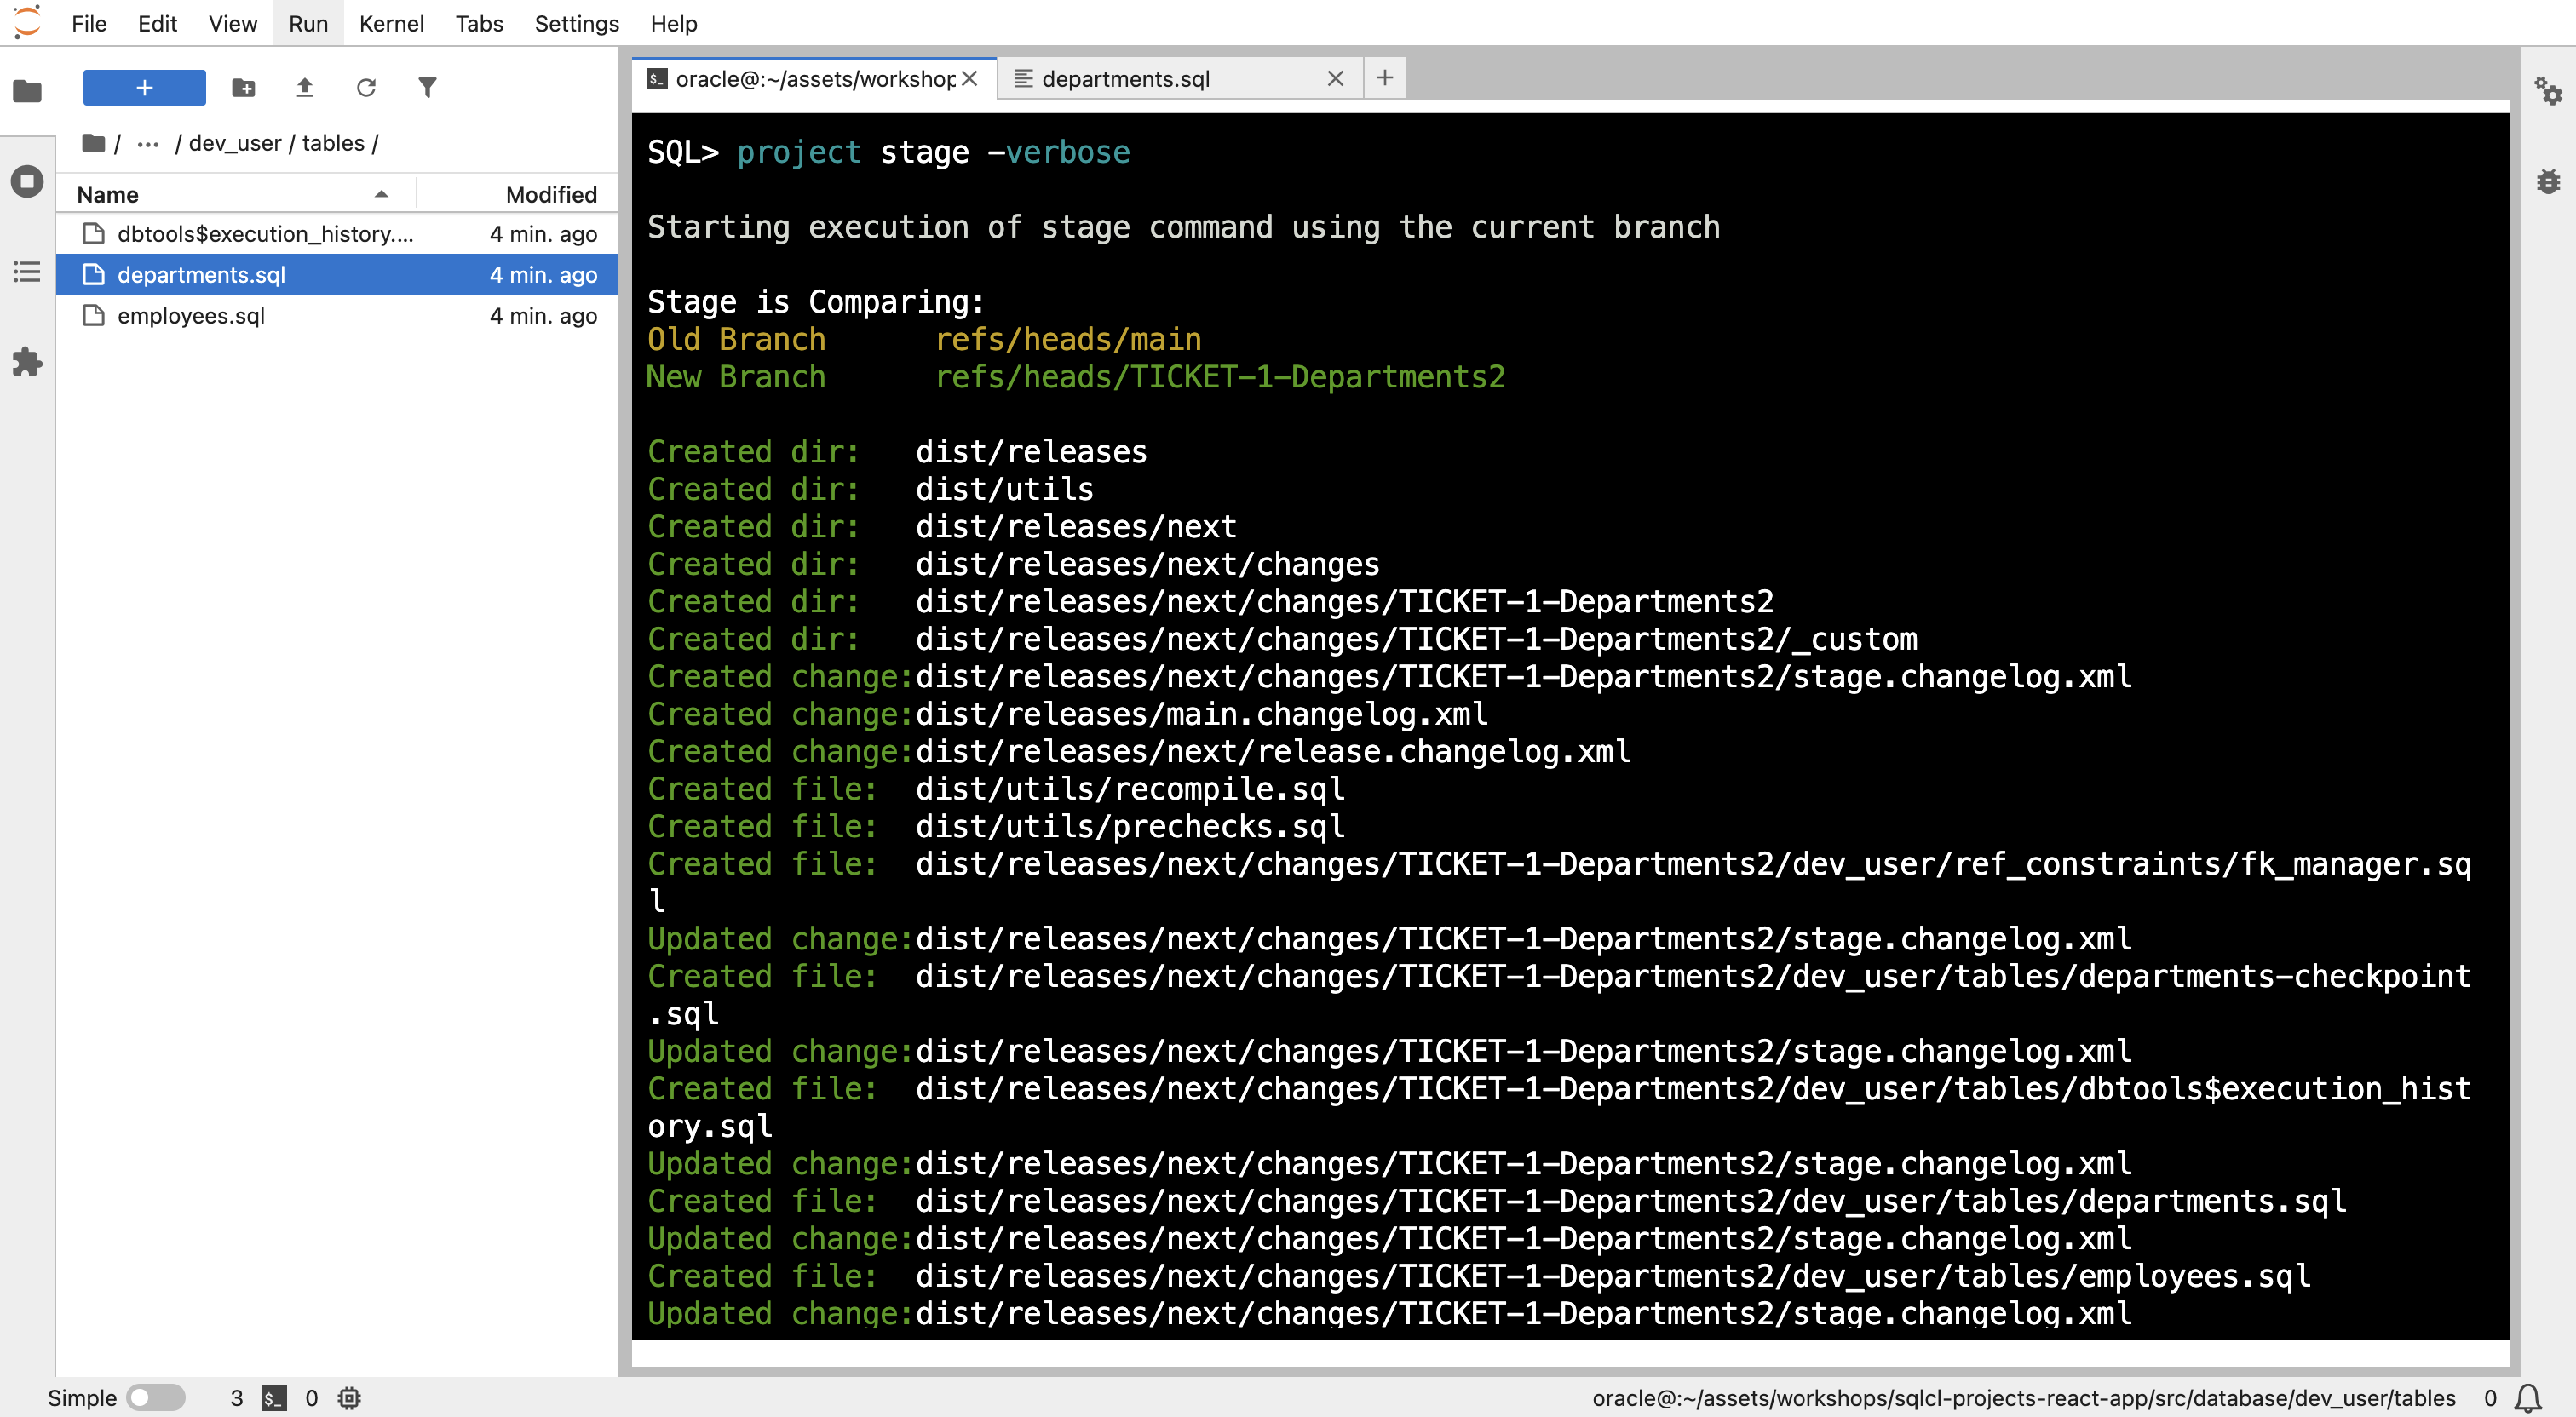 File Edit View Run Kernel Tabs Settings Help
+
/ ··· / dev_user / tables /
Name Modified
dbtools$execution_history.... 4 min. ago
departments.sql 4 min. ago
employees.sql 4 min. ago
oracle@:~/assets/workshop departments.sql +
SQL> project stage -verbose
Starting execution of stage command using the current branch
Stage is Comparing:
Old Branch refs/heads/main
New Branch refs/heads/TICKET-1-Departments2
Created dir: dist/releases
Created dir: dist/utils
Created dir: dist/releases/next
Created dir: dist/releases/next/changes
Created dir: dist/releases/next/changes/TICKET-1-Departments2
Created dir: dist/releases/next/changes/TICKET-1-Departments2/_custom
Created change:dist/releases/next/changes/TICKET-1-Departments2/stage.changelog.xml
Created change:dist/releases/main.changelog.xml
Created change:dist/releases/next/release.changelog.xml
Created file: dist/utils/recompile.sql
Created file: dist/utils/prechecks.sql
Created file: dist/releases/next/changes/TICKET-1-Departments2/dev_user/ref_constraints/fk_manager.sq
l
Updated change:dist/releases/next/changes/TICKET-1-Departments2/stage.changelog.xml
Created file: dist/releases/next/changes/TICKET-1-Departments2/dev_user/tables/departments-checkpoint
.sql
Updated change:dist/releases/next/changes/TICKET-1-Departments2/stage.changelog.xml
Created file: dist/releases/next/changes/TICKET-1-Departments2/dev_user/tables/dbtools$execution_hist
ory.sql
Updated change:dist/releases/next/changes/TICKET-1-Departments2/stage.changelog.xml
Created file: dist/releases/next/changes/TICKET-1-Departments2/dev_user/tables/departments.sql
Updated change:dist/releases/next/changes/TICKET-1-Departments2/stage.changelog.xml
Created file: dist/releases/next/changes/TICKET-1-Departments2/dev_user/tables/employees.sql
Updated change:dist/releases/next/changes/TICKET-1-Departments2/stage.changelog.xml
Simple 3 $_ 0 oracle@:~/assets/workshops/sqlcl-projects-react-app/src/database/dev_user/tables 0